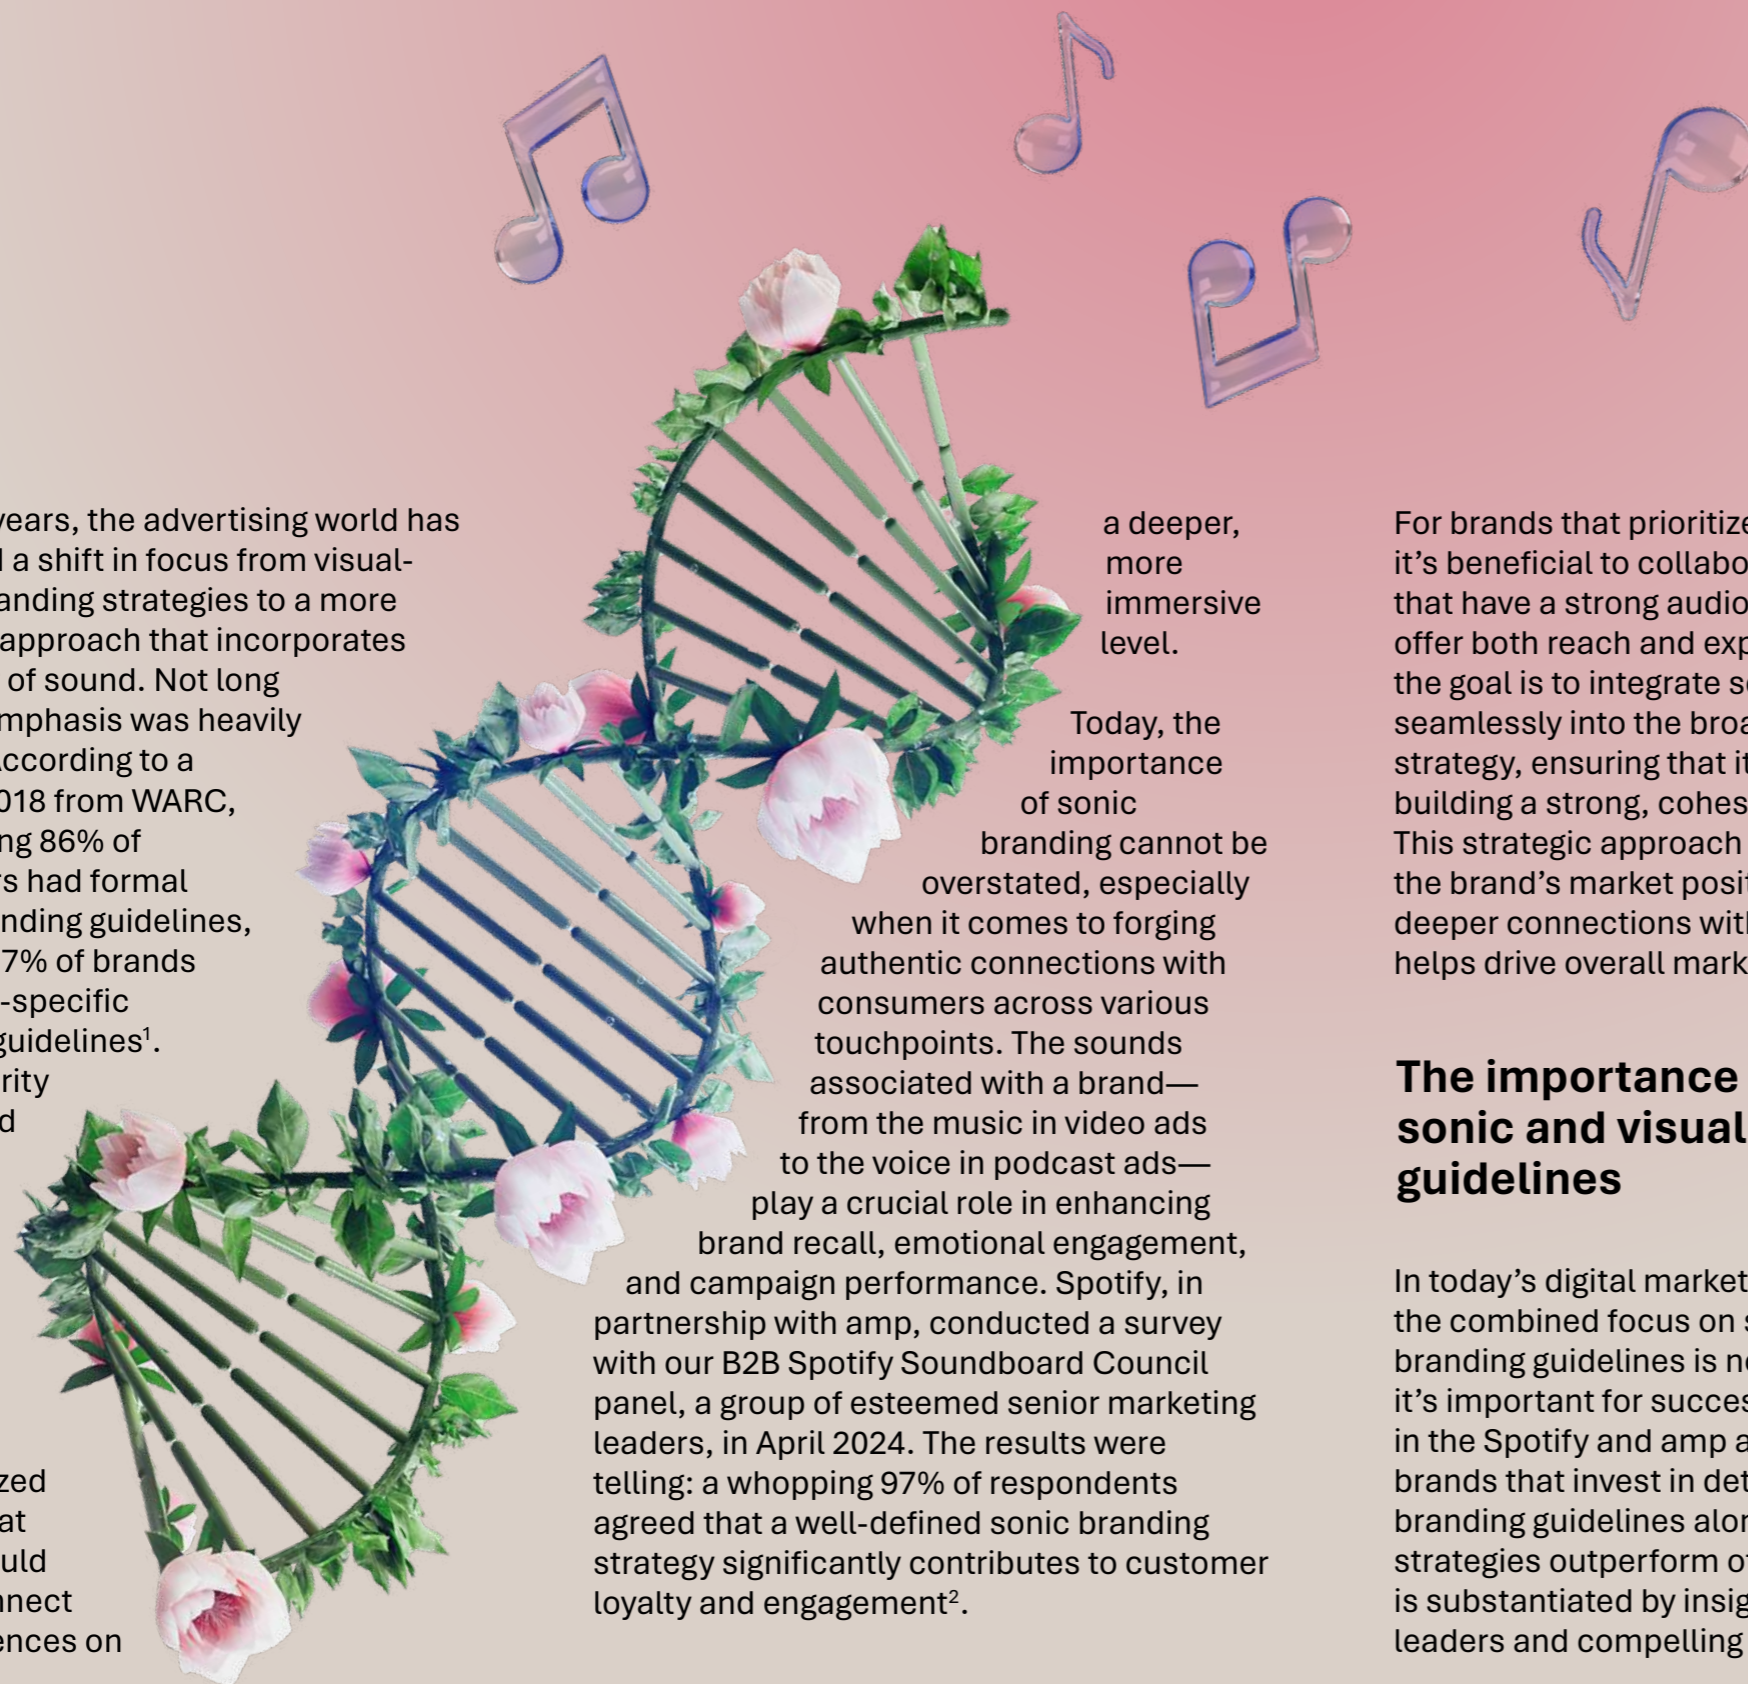 years, the advertising world has
a shift in focus from visual-
anding strategies to a more
approach that incorporates
of sound. Not long
mphasis was heavily
According to a
018 from WARC,
ng 86% of
rs had formal
nding guidelines,
7% of brands
-specific
guidelines¹.
rity
d
zed
at
uld
nnect
ences on
a deeper,
more
immersive
level.
Today, the
importance
of sonic
branding cannot be
overstated, especially
when it comes to forging
authentic connections with
consumers across various
touchpoints. The sounds
associated with a brand—
from the music in video ads
to the voice in podcast ads—
play a crucial role in enhancing
brand recall, emotional engagement,
and campaign performance. Spotify, in
partnership with amp, conducted a survey
with our B2B Spotify Soundboard Council
panel, a group of esteemed senior marketing
leaders, in April 2024. The results were
telling: a whopping 97% of respondents
agreed that a well-defined sonic branding
strategy significantly contributes to customer
loyalty and engagement².
For brands that prioritize
it’s beneficial to collabo
that have a strong audio
offer both reach and exp
the goal is to integrate s
seamlessly into the broa
strategy, ensuring that it
building a strong, cohes
This strategic approach
the brand’s market posit
deeper connections with
helps drive overall mark
The importance
sonic and visual
guidelines
In today’s digital market
the combined focus on s
branding guidelines is n
it’s important for succes
in the Spotify and amp a
brands that invest in det
branding guidelines alon
strategies outperform o
is substantiated by insig
leaders and compelling